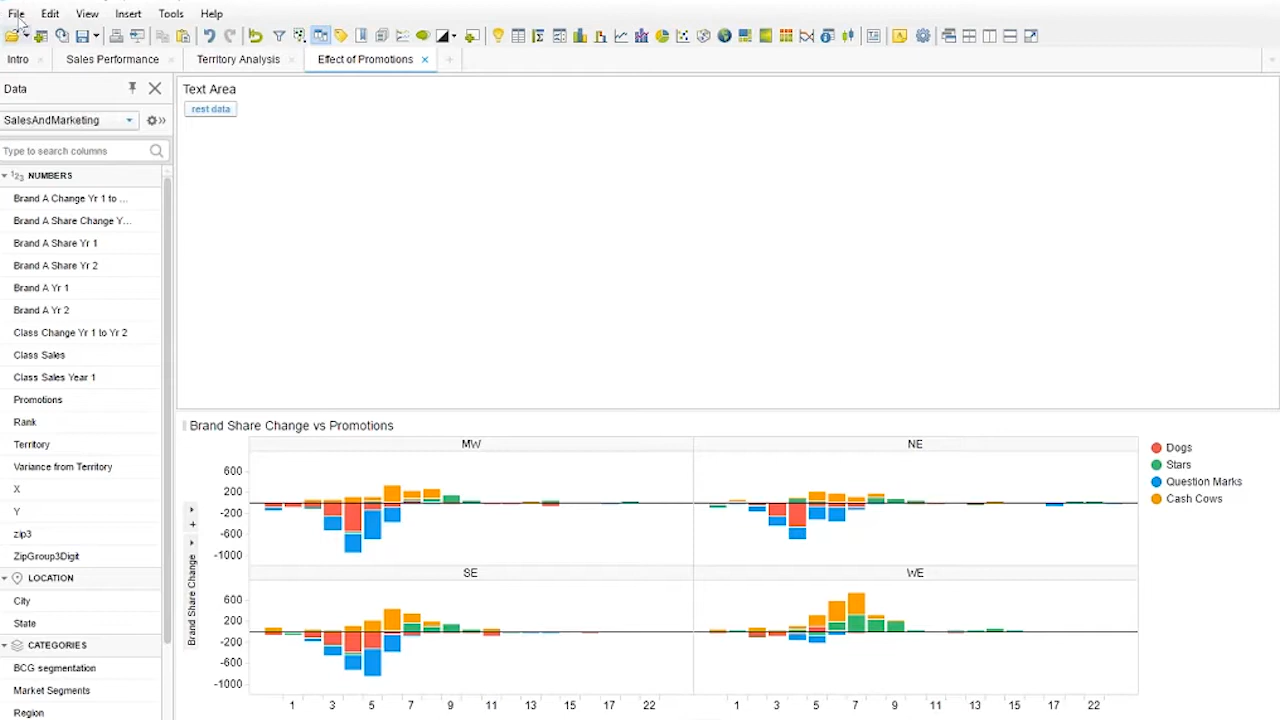 File Edit View Insert Tools Help
Intro Sales Performance Territory Analysis Effect of Promotions
Data
SalesAndMarketing
Type to search columns
NUMBERS
Brand A Change Yr 1 to ...
Brand A Share Change Y...
Brand A Share Yr 1
Brand A Share Yr 2
Brand A Yr 1
Brand A Yr 2
Class Change Yr 1 to Yr 2
Class Sales
Class Sales Year 1
Promotions
Rank
Territory
Variance from Territory
X
Y
zip3
ZipGroup3Digit
LOCATION
City
State
CATEGORIES
BCG segmentation
Market Segments
Region
Text Area
rest data
Brand Share Change vs Promotions
MW NE
600
200
-200
-600
-1000
SE WE
600
200
-200
-600
-1000
Brand Share Change
1 3 5 7 9 11 13 15 17 22 1 3 5 7 9 11 13 15 17 22
Dogs
Stars
Question Marks
Cash Cows